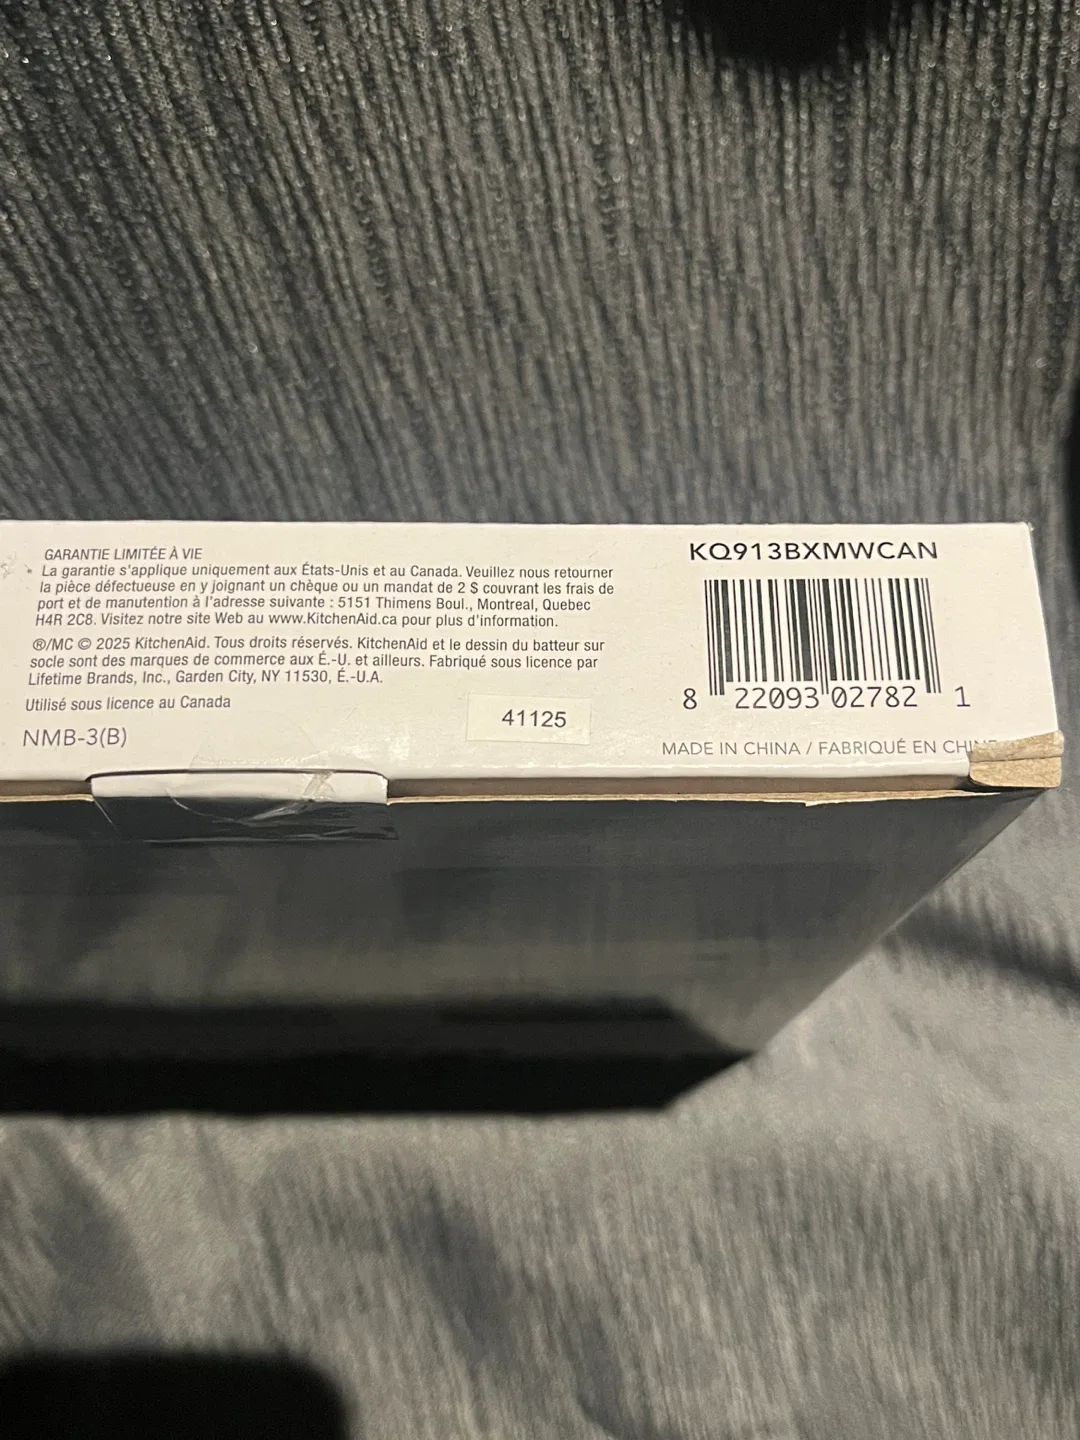 GARANTIE LIMITÉE À VIE
• La garantie s'applique uniquement aux États-Unis et au Canada. Veuillez nous retourner
la pièce défectueuse en y joignant un chèque ou un mandat de 2 $ couvrant les frais de
port et de manutention à l'adresse suivante : 5151 Thimens Boul., Montreal, Quebec
H4R 2C8. Visitez notre site Web au www.KitchenAid.ca pour plus d'information.
®/MC © 2025 KitchenAid. Tous droits réservés. KitchenAid et le dessin du batteur sur
socle sont des marques de commerce aux É.-U. et ailleurs. Fabriqué sous licence par
Lifetime Brands, Inc., Garden City, NY 11530, É.-U.A.
Utilisé sous licence au Canada
NMB-3(B)
41125
KQ913BXMWCAN
8 22093 02782 1
MADE IN CHINA / FABRIQUÉ EN